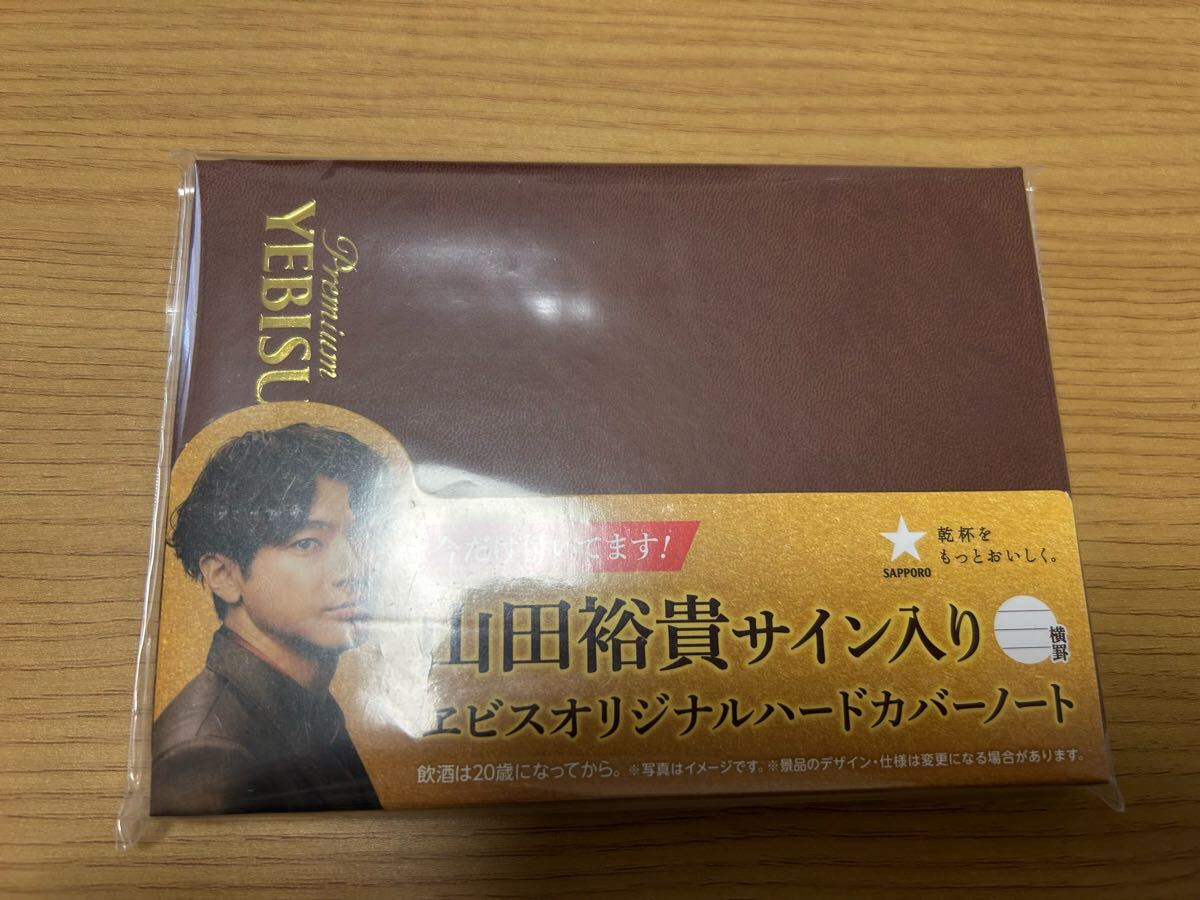 Premium
YEBISU
今だけ付いてます!
SAPPORO
乾杯を
もっとおいしく。
山田裕貴サイン入り
横罫
ヱビスオリジナルハードカバーノート
飲酒は20歳になってから。※写真はイメージです。※景品のデザイン・仕様は変更になる場合があります。